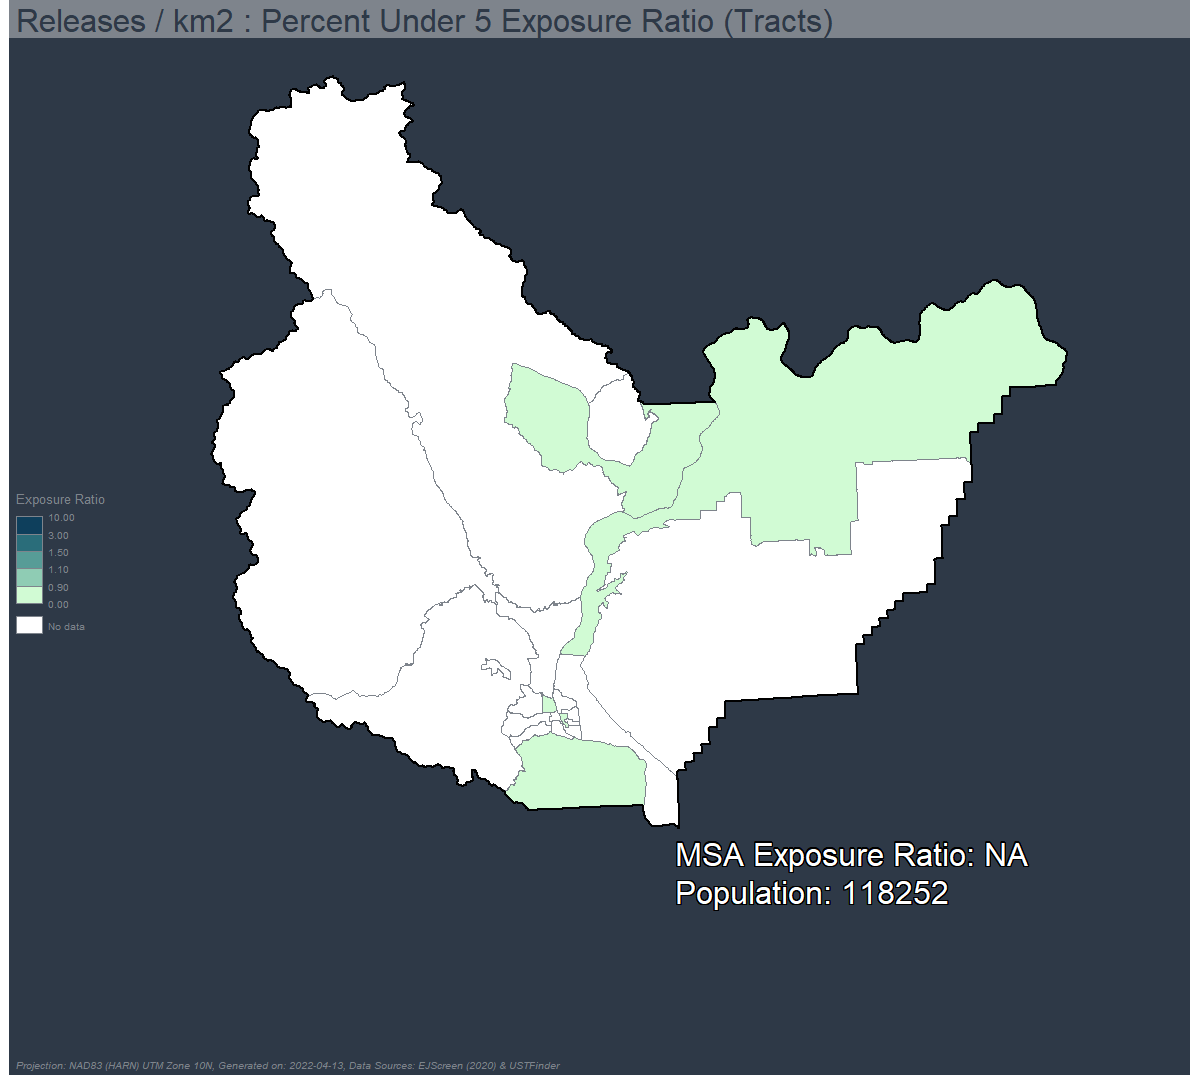 Releases / km2 : Percent Under 5 Exposure Ratio (Tracts)
Exposure Ratio
10.00
3.00
1.50
1.10
0.90
0.00
No data
MSA Exposure Ratio: NA
Population: 118252
Projection: NAD83 (HARN) UTM Zone 10N, Generated on: 2022-04-13, Data Sources: EJScreen (2020) & USTFinder